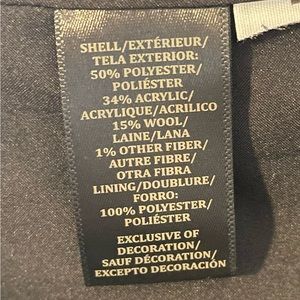 SHELL/EXTÉRIEUR/
TELA EXTERIOR:
50% POLYESTER/
POLIÉSTER
34% ACRYLIC/
ACRYLIQUE/ACRILICO
15% WOOL/
LAINE/LANA
1% OTHER FIBER/
AUTRE FIBRE/
OTRA FIBRA
LINING/DOUBLURE/
FORRO:
100% POLYESTER/
POLIÉSTER
EXCLUSIVE OF
DECORATION/
SAUF DÉCORATION/
EXCEPTO DECORACIÓN